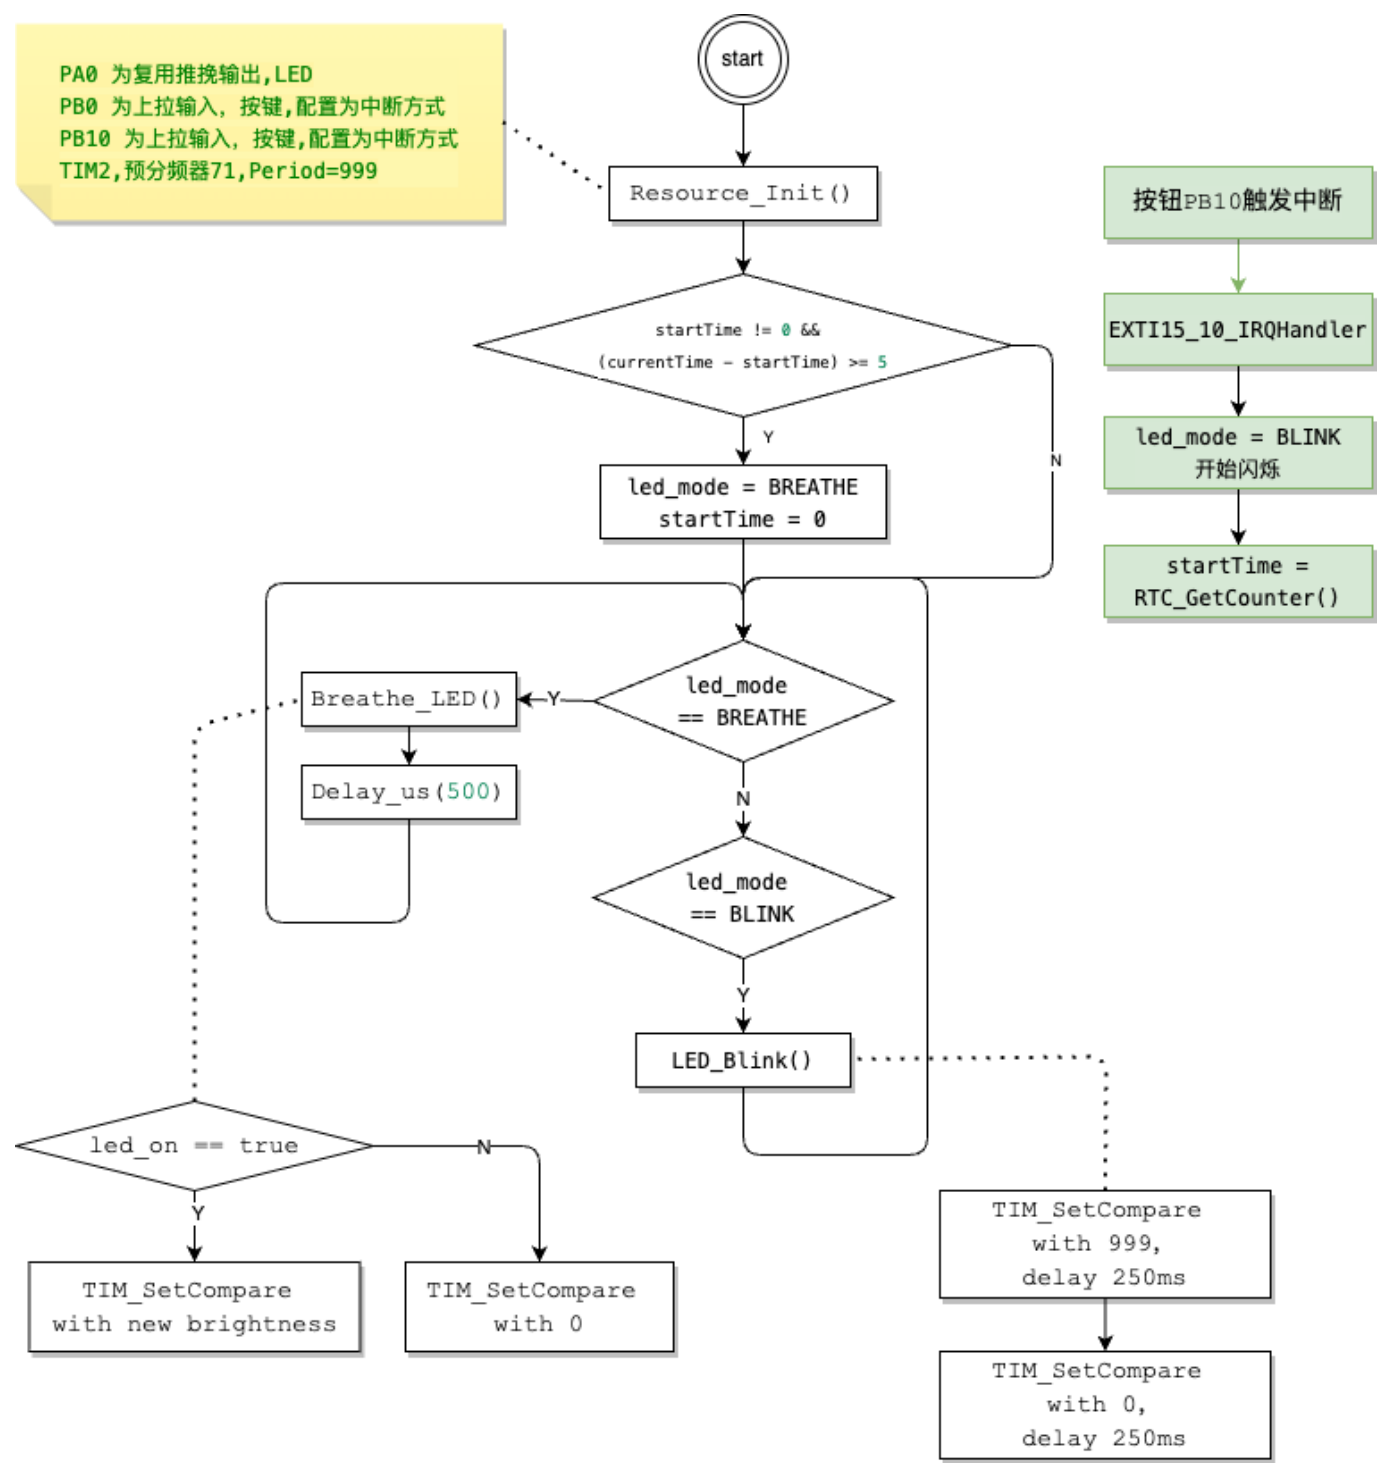 start
PA0 为复用推挽输出,LED
PB0 为上拉输入，按键,配置为中断方式
PB10 为上拉输入，按键,配置为中断方式
TIM2,预分频器71,Period=999
Resource_Init()
按钮PB10触发中断
EXTI15_10_IRQHandler
led_mode = BLINK
开始闪烁
startTime =
RTC_GetCounter()
startTime != 0 &&
(currentTime - startTime) >= 5
Y
N
led_mode = BREATHE
startTime = 0
led_mode
== BREATHE
Y
Breathe_LED()
Delay_us(500)
N
led_mode
== BLINK
Y
LED_Blink()
led_on == true
N
Y
TIM_SetCompare
with new brightness
TIM_SetCompare
with 0
TIM_SetCompare
with 999,
delay 250ms
TIM_SetCompare
with 0,
delay 250ms